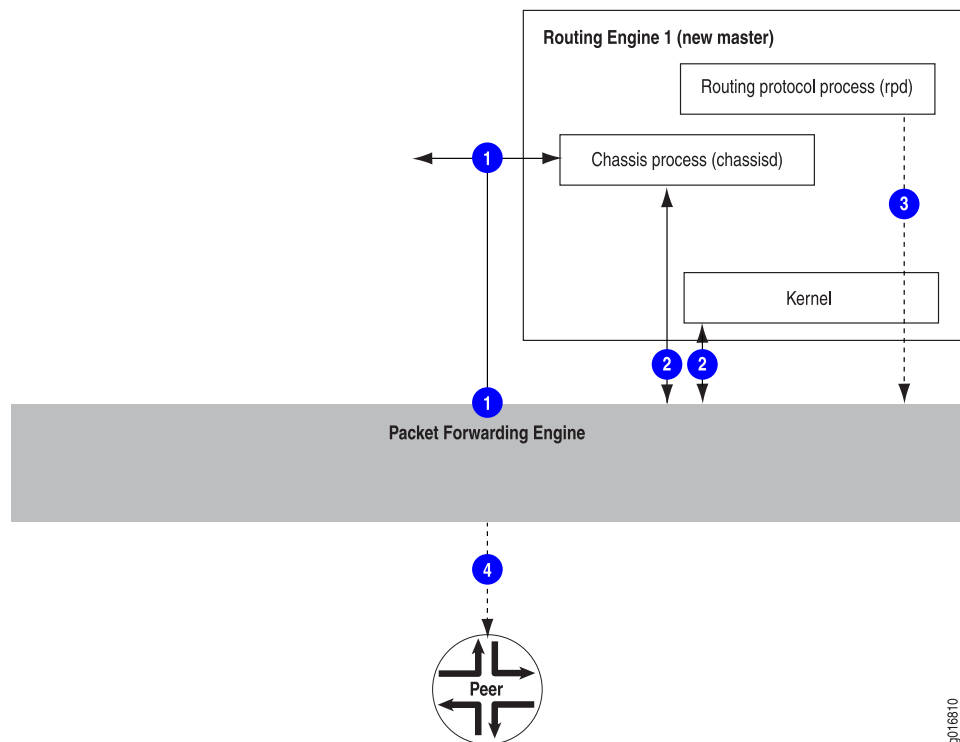 Routing Engine 1 (new master)
Routing protocol process (rpd)
1
Chassis process (chassisd)
3
Kernel
2
2
1
Packet Forwarding Engine
4
Peer
g016810